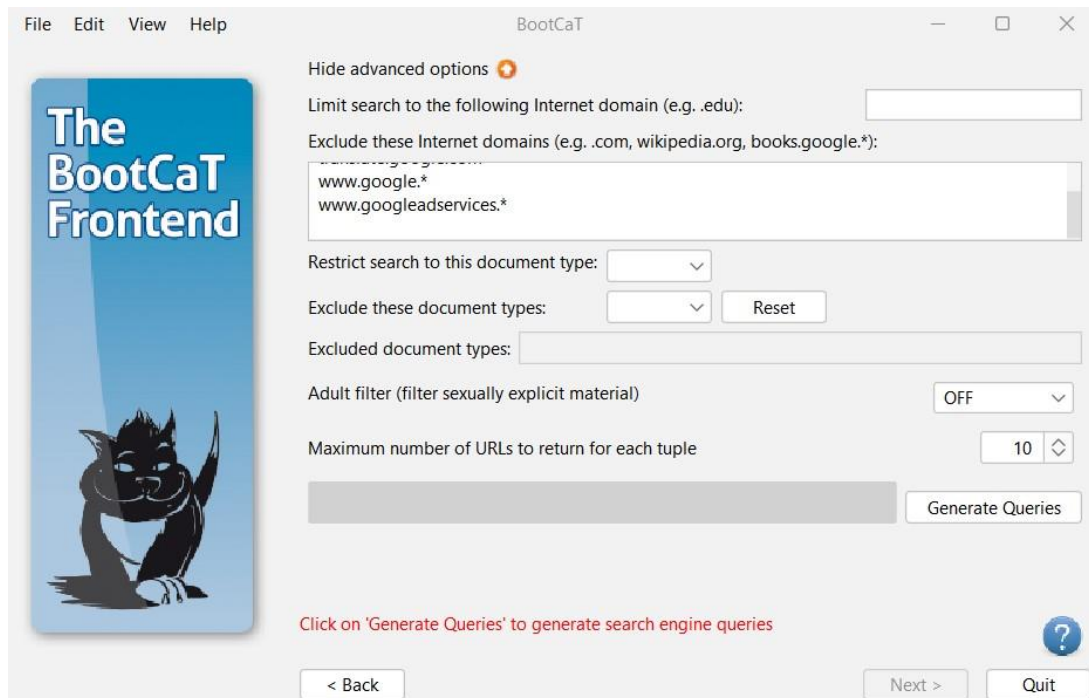 File Edit View Help
BootCaT
The
BootCaT
Frontend
Hide advanced options
Limit search to the following Internet domain (e.g. .edu):
Exclude these Internet domains (e.g. .com, wikipedia.org, books.google.*):
www.google.*
www.googleadservices.*
Restrict search to this document type:
Exclude these document types:
Reset
Excluded document types:
Adult filter (filter sexually explicit material)
OFF
Maximum number of URLs to return for each tuple
10
Generate Queries
Click on 'Generate Queries' to generate search engine queries
?
< Back
Next >
Quit